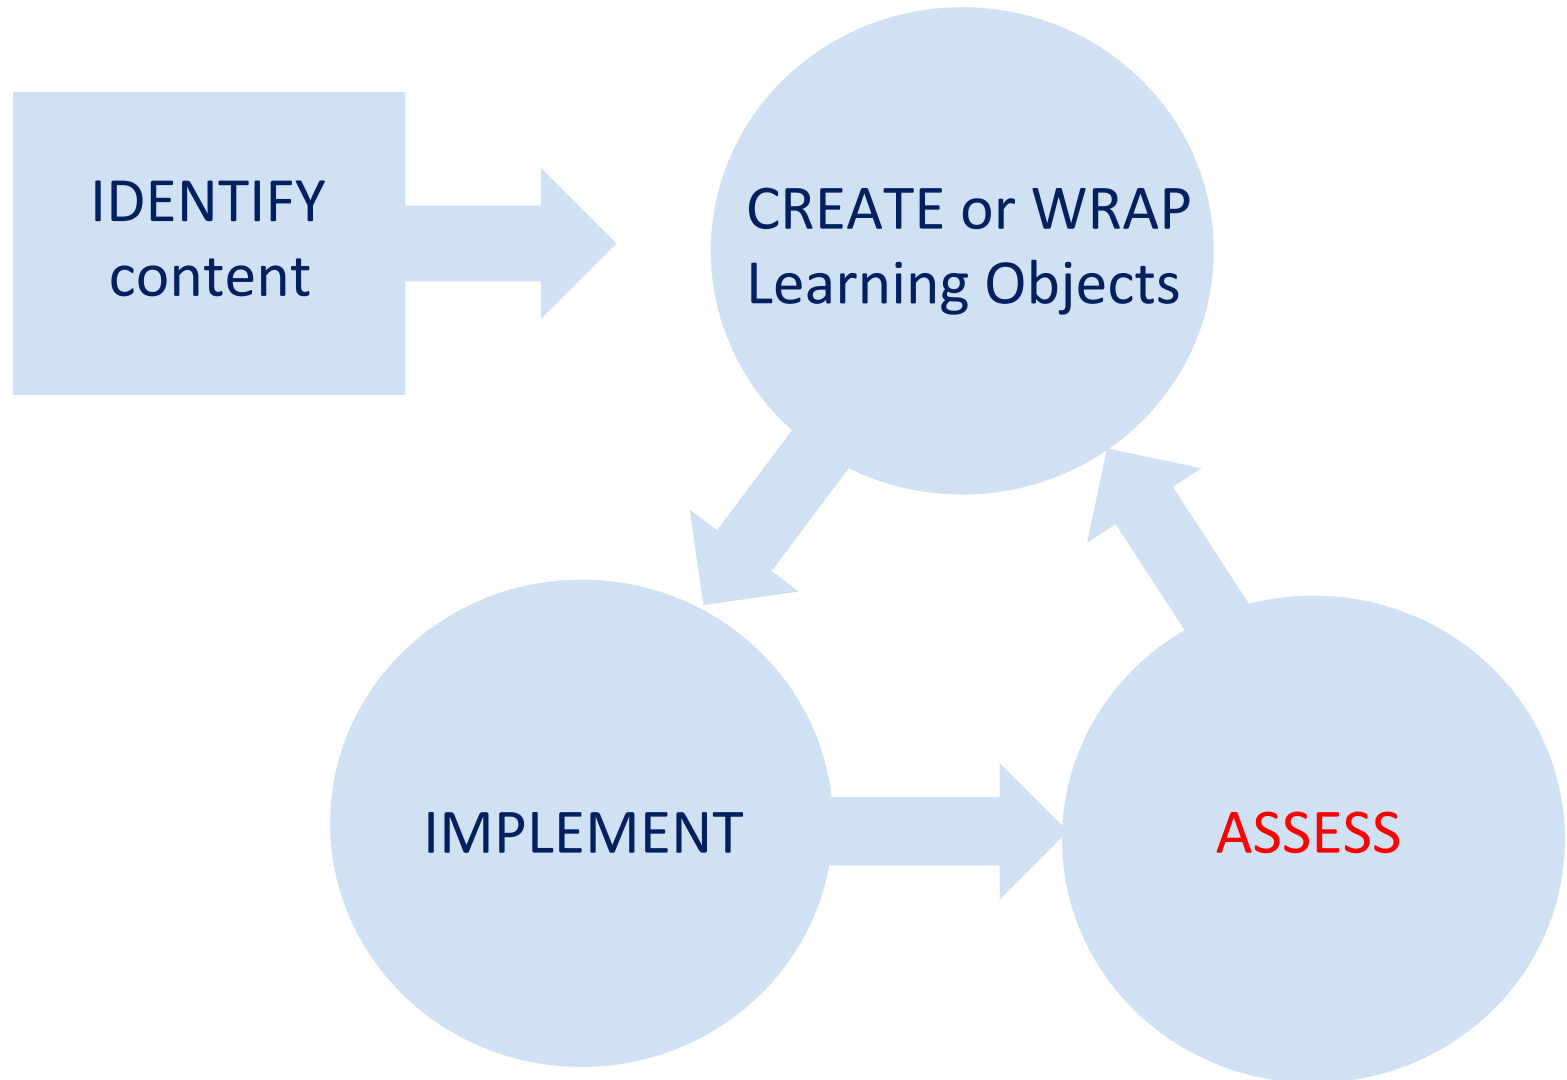 IDENTIFY
content
CREATE or WRAP
Learning Objects
IMPLEMENT
ASSESS